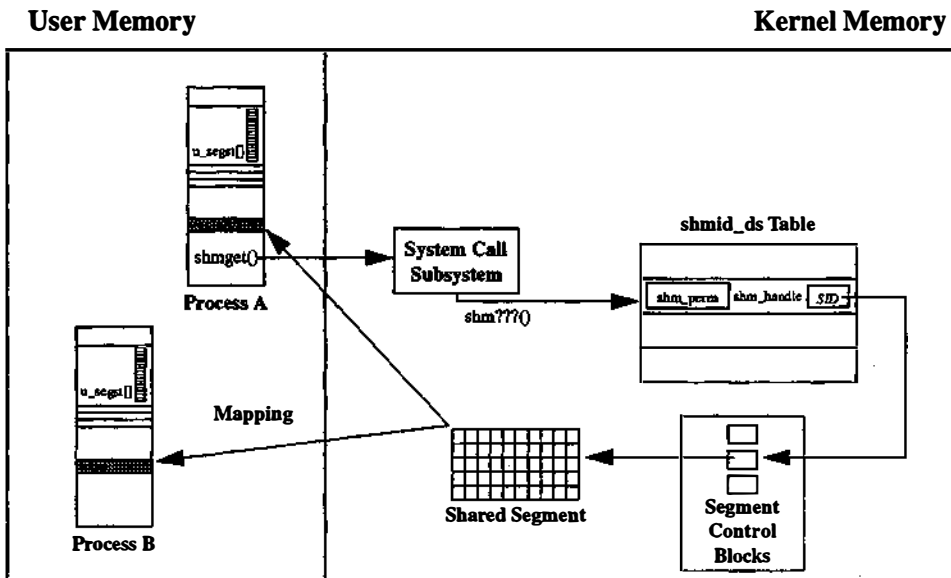 User Memory
Kernel Memory
u_segst[]
shmget()
Process A
System Call
Subsystem
shm???()
shmid_ds Table
shm_perm shm_handle SID
u_segst[]
Mapping
Process B
Shared Segment
Segment
Control
Blocks